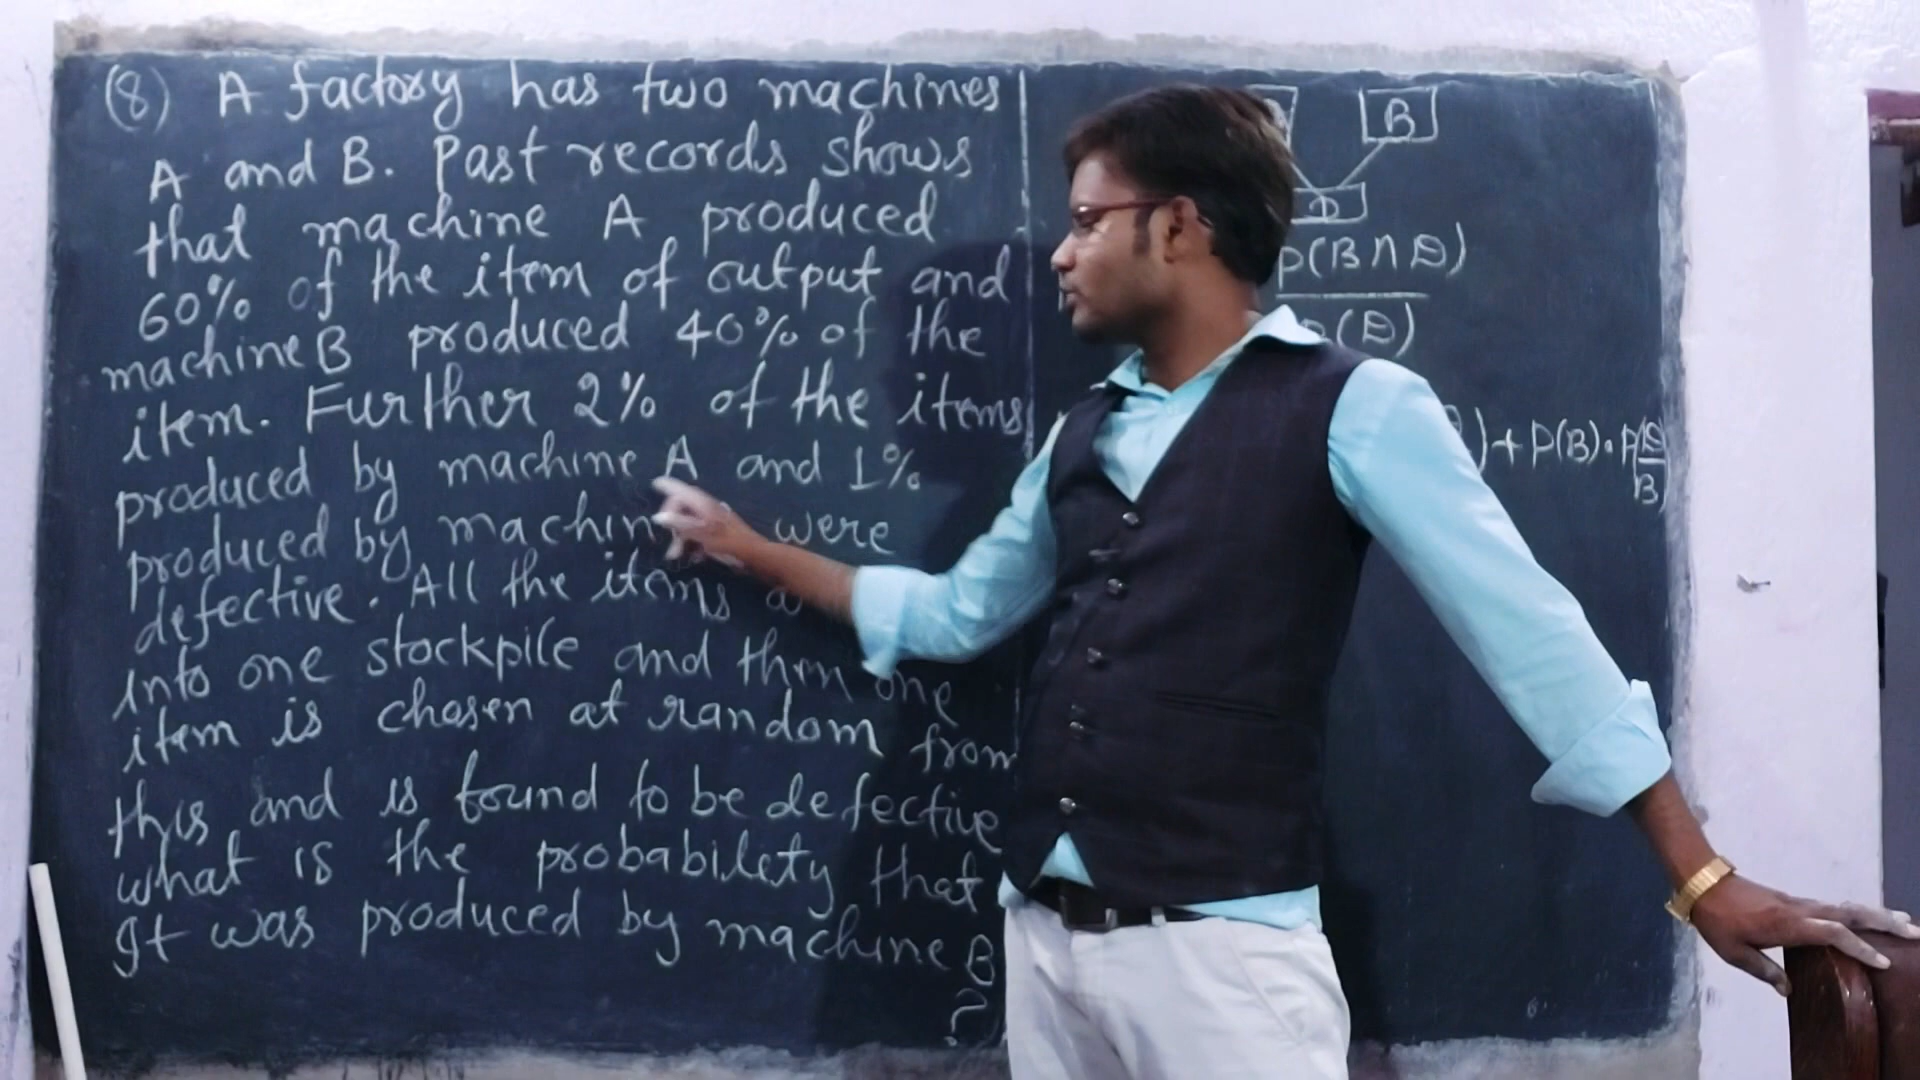 (8) A factory has two machines
A and B. Past records shows
that machine A produced
60% of the item of output and
machine B produced 40% of the
item. Further 2% of the items
produced by machine A and 1%
produced by machin were
defective. All the items
into one stockpile and then one
item is chosen at random from
this and is found to be defective
what is the probability that
It was produced by machine B
?
B
D
P(B∩D)
(D)
)+P(B)·P(D/B)